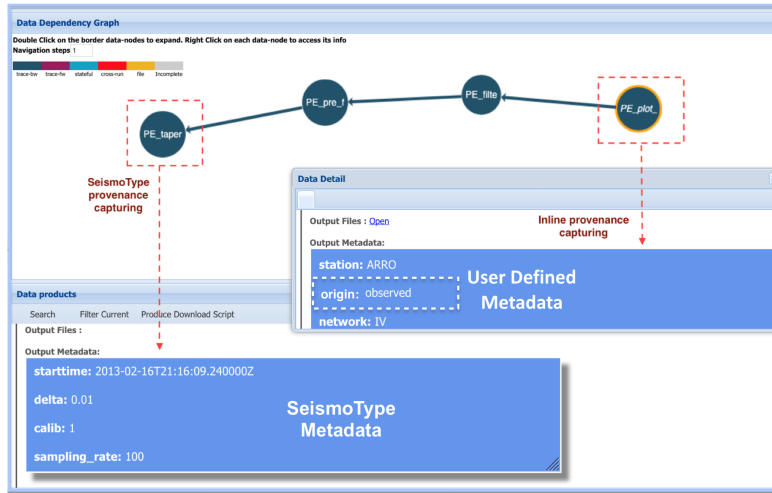 Data Dependency Graph
Double Click on the border data-nodes to expand. Right Click on each data-node to access its info
Navigation steps 1
trace-bw trace-fw stateful cross-run file Incomplete
PE_taper
PE_pre_f
PE_filte
PE_plot_
SeismoType
provenance
capturing
Data Detail
Output Files : Open
Inline provenance
capturing
Output Metadata:
station: ARRO
origin: observed
network: IV
User Defined
Metadata
Data products
Search Filter Current Produce Download Script
Output Files :
Output Metadata:
starttime: 2013-02-16T21:16:09.240000Z
delta: 0.01
calib: 1
sampling_rate: 100
SeismoType
Metadata